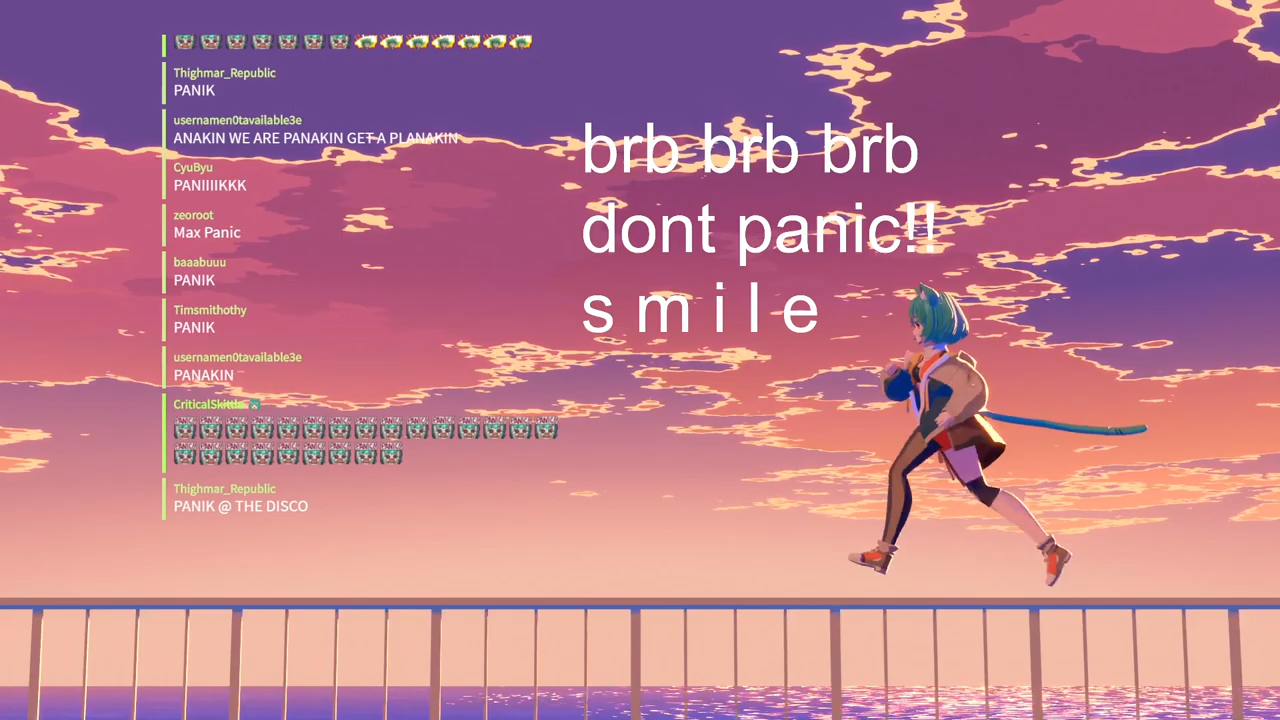 Thighmar_Republic
PANIK
usernamen0tavailable3e
ANAKIN WE ARE PANAKIN GET A PLANAKIN
CyuByu
PANIIIIKKK
zeoroot
Max Panic
baaabuuu
PANIK
Timsmithothy
PANIK
usernamen0tavailable3e
PANAKIN
CriticalSkittle
Thighmar_Republic
PANIK @ THE DISCO
brb brb brb
dont panic!!
s m i l e